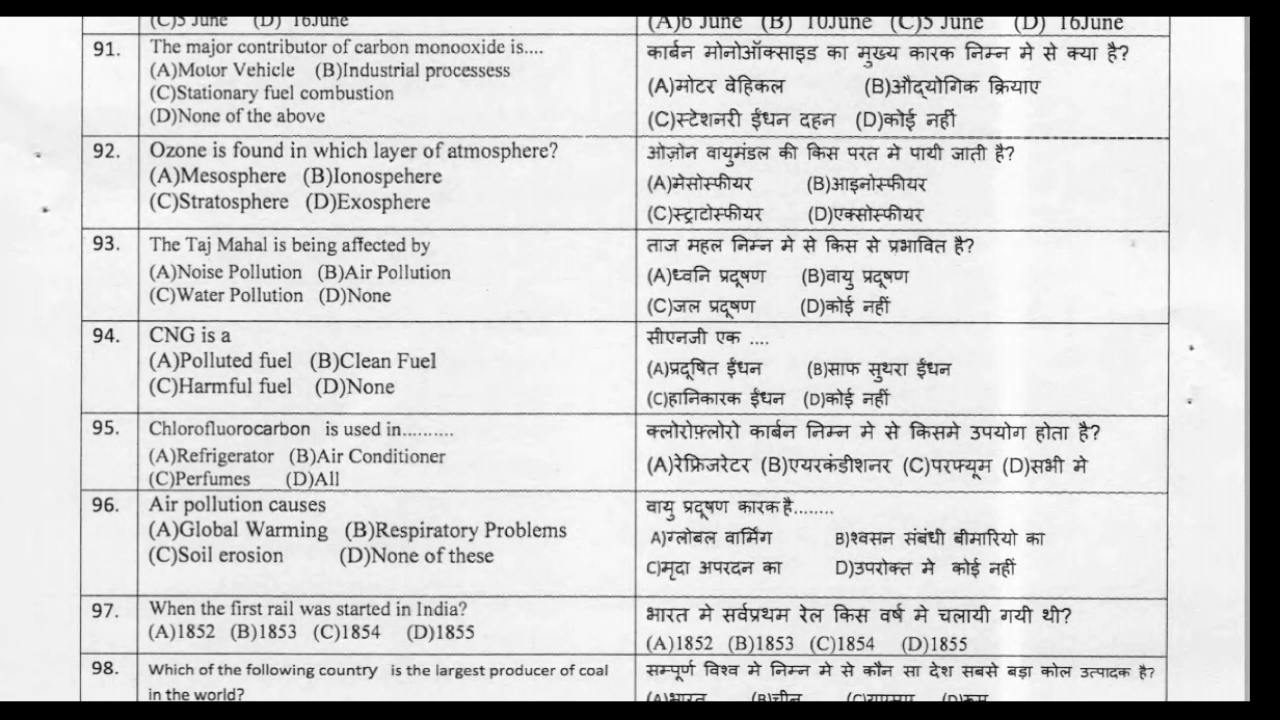 (C)5 June (D) 16June
(A)6 June (B) 10June (C)5 June (D) 16June
91.
The major contributor of carbon monooxide is....
(A)Motor Vehicle (B)Industrial processess
(C)Stationary fuel combustion
(D)None of the above
कार्बन मोनोऑक्साइड का मुख्य कारक निम्न मे से क्या है?
(A)मोटर वेहिकल (B)औद्योगिक क्रियाए
(C)स्टेशनरी ईंधन दहन (D)कोई नहीं
92.
Ozone is found in which layer of atmosphere?
(A)Mesosphere (B)Ionospehere
(C)Stratosphere (D)Exosphere
ओज़ोन वायुमंडल की किस परत मे पायी जाती है?
(A)मेसोस्फीयर (B)आइनोस्फीयर
(C)स्ट्राटोस्फीयर (D)एक्सोस्फीयर
93.
The Taj Mahal is being affected by
(A)Noise Pollution (B)Air Pollution
(C)Water Pollution (D)None
ताज महल निम्न मे से किस से प्रभावित है?
(A)ध्वनि प्रदूषण (B)वायु प्रदूषण
(C)जल प्रदूषण (D)कोई नहीं
94.
CNG is a
(A)Polluted fuel (B)Clean Fuel
(C)Harmful fuel (D)None
सीएनजी एक ....
(A)प्रदूषित ईंधन (B)साफ सुथरा ईंधन
(C)हानिकारक ईंधन (D)कोई नहीं
95.
Chlorofluorocarbon is used in..........
(A)Refrigerator (B)Air Conditioner
(C)Perfumes (D)All
क्लोरोफ़्लोरो कार्बन निम्न मे से किसमे उपयोग होता है?
(A)रेफ्रिजरेटर (B)एयरकंडीशनर (C)परफ्यूम (D)सभी मे
96.
Air pollution causes
(A)Global Warming (B)Respiratory Problems
(C)Soil erosion (D)None of these
वायु प्रदूषण कारक है........
A)ग्लोबल वार्मिंग B)श्वसन संबंधी बीमारियो का
C)मृदा अपरदन का D)उपरोक्त मे कोई नहीं
97.
When the first rail was started in India?
(A)1852 (B)1853 (C)1854 (D)1855
भारत मे सर्वप्रथम रेल किस वर्ष मे चलायी गयी थी?
(A)1852 (B)1853 (C)1854 (D)1855
98.
Which of the following country is the largest producer of coal
in the world?
सम्पूर्ण विश्व मे निम्न मे से कौन सा देश सबसे बड़ा कोल उत्पादक है?
(A)भारत (B)चीन (C) (D)रूस